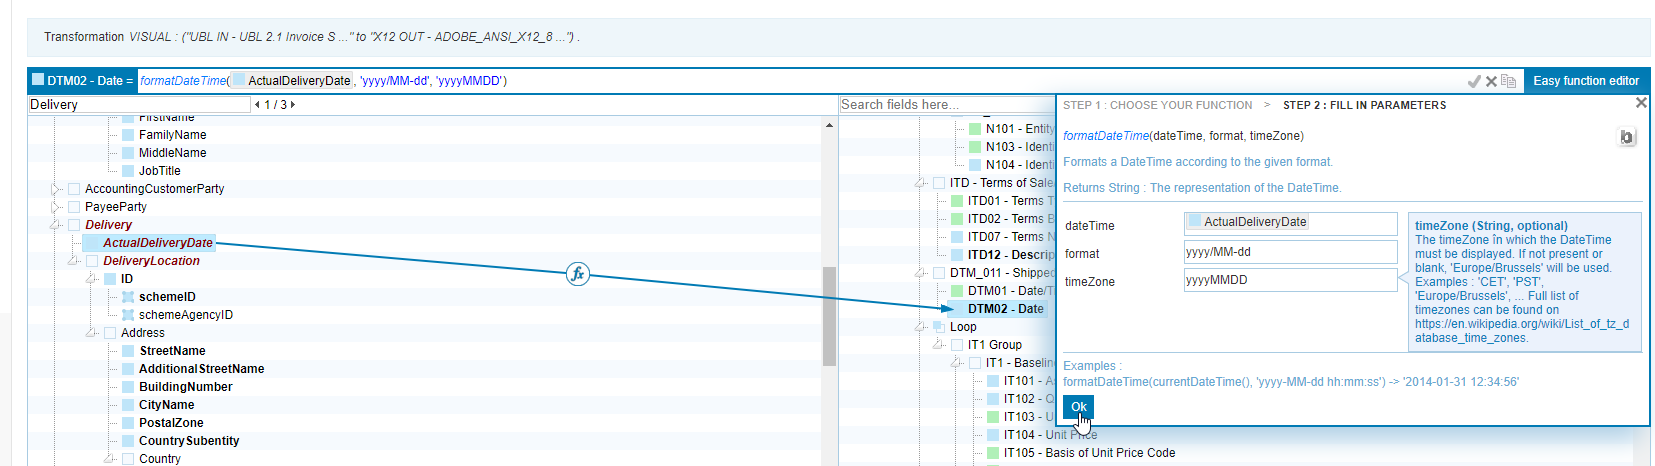 Transformation VISUAL : ("UBL IN - UBL 2.1 Invoice S ..." to "X12 OUT - ADOBE_ANSI_X12_8 ...") .
DTM02 - Date = formatDateTime( ActualDeliveryDate, 'yyyy/MM-dd', 'yyyyMMDD')
Easy function editor
Delivery
1 / 3
FirstName
FamilyName
MiddleName
JobTitle
AccountingCustomerParty
PayeeParty
Delivery
ActualDeliveryDate
DeliveryLocation
ID
schemeID
schemeAgencyID
Address
StreetName
AdditionalStreetName
BuildingNumber
CityName
PostalZone
CountrySubentity
Country
fx
Search fields here...
N101 - Entity
N103 - Identi
N104 - Identi
ITD - Terms of Sale/
ITD01 - Terms T
ITD02 - Terms B
ITD07 - Terms N
ITD12 - Descrip
DTM_011 - Shipped
DTM01 - Date/Ti
DTM02 - Date
Loop
IT1 Group
IT1 - Baseline
IT101 - As
IT102 - Q
IT103 - U
IT104 - Unit Price
IT105 - Basis of Unit Price Code
STEP 1 : CHOOSE YOUR FUNCTION > STEP 2 : FILL IN PARAMETERS
formatDateTime(dateTime, format, timeZone)
Formats a DateTime according to the given format.
Returns String : The representation of the DateTime.
dateTime ActualDeliveryDate
format yyyy/MM-dd
timeZone yyyyMMDD
timeZone (String, optional)
The timeZone în which the DateTime
must be displayed. If not present or
blank, 'Europe/Brussels' will be used.
Examples : 'CET', 'PST',
'Europe/Brussels', ... Full list of
timezones can be found on
https://en.wikipedia.org/wiki/List_of_tz_d
atabase_time_zones.
Examples :
formatDateTime(currentDateTime(), 'yyyy-MM-dd hh:mm:ss') -> '2014-01-31 12:34:56'
Ok